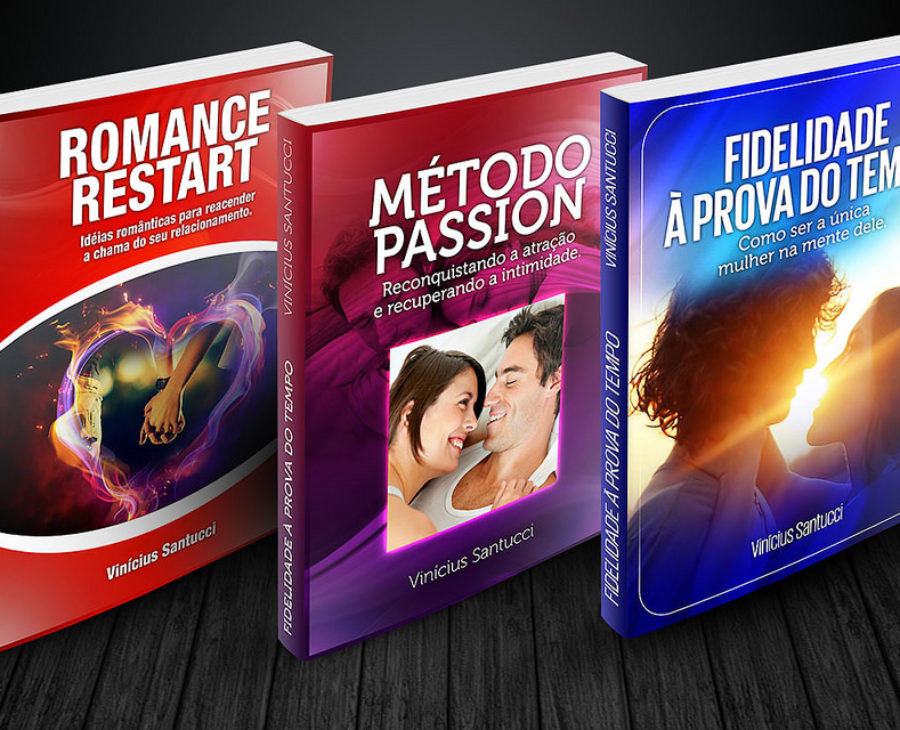 ROMANCE
RESTART
Idéias românticas para reacender
a chama do seu relacionamento.
Vinícius Santucci
VINÍCIUS SANTUCCI
FIDELIDADE À PROVA DO TEMPO
MÉTODO
PASSION
Reconquistando a atração
e recuperando a intimidade.
Vinícius Santucci
VINÍCIUS SANTUCCI
FIDELIDADE À PROVA DO TEMPO
FIDELIDADE
À PROVA DO TEM
Como ser a única
mulher na mente dele.
Vinícius Santucci